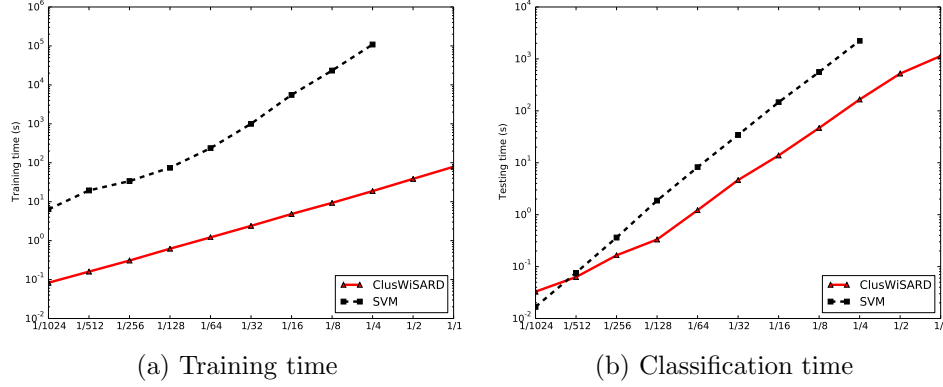 10^6
10^5
10^4
10^3
10^2
10^1
10^0
10^-1
10^-2
Training time (s)
1/1024 1/512 1/256 1/128 1/64 1/32 1/16 1/8 1/4 1/2 1/1
ClusWiSARD
SVM
(a) Training time
10^4
10^3
10^2
10^1
10^0
10^-1
10^-2
Testing time (s)
1/1024 1/512 1/256 1/128 1/64 1/32 1/16 1/8 1/4 1/2 1/
ClusWiSARD
SVM
(b) Classification time